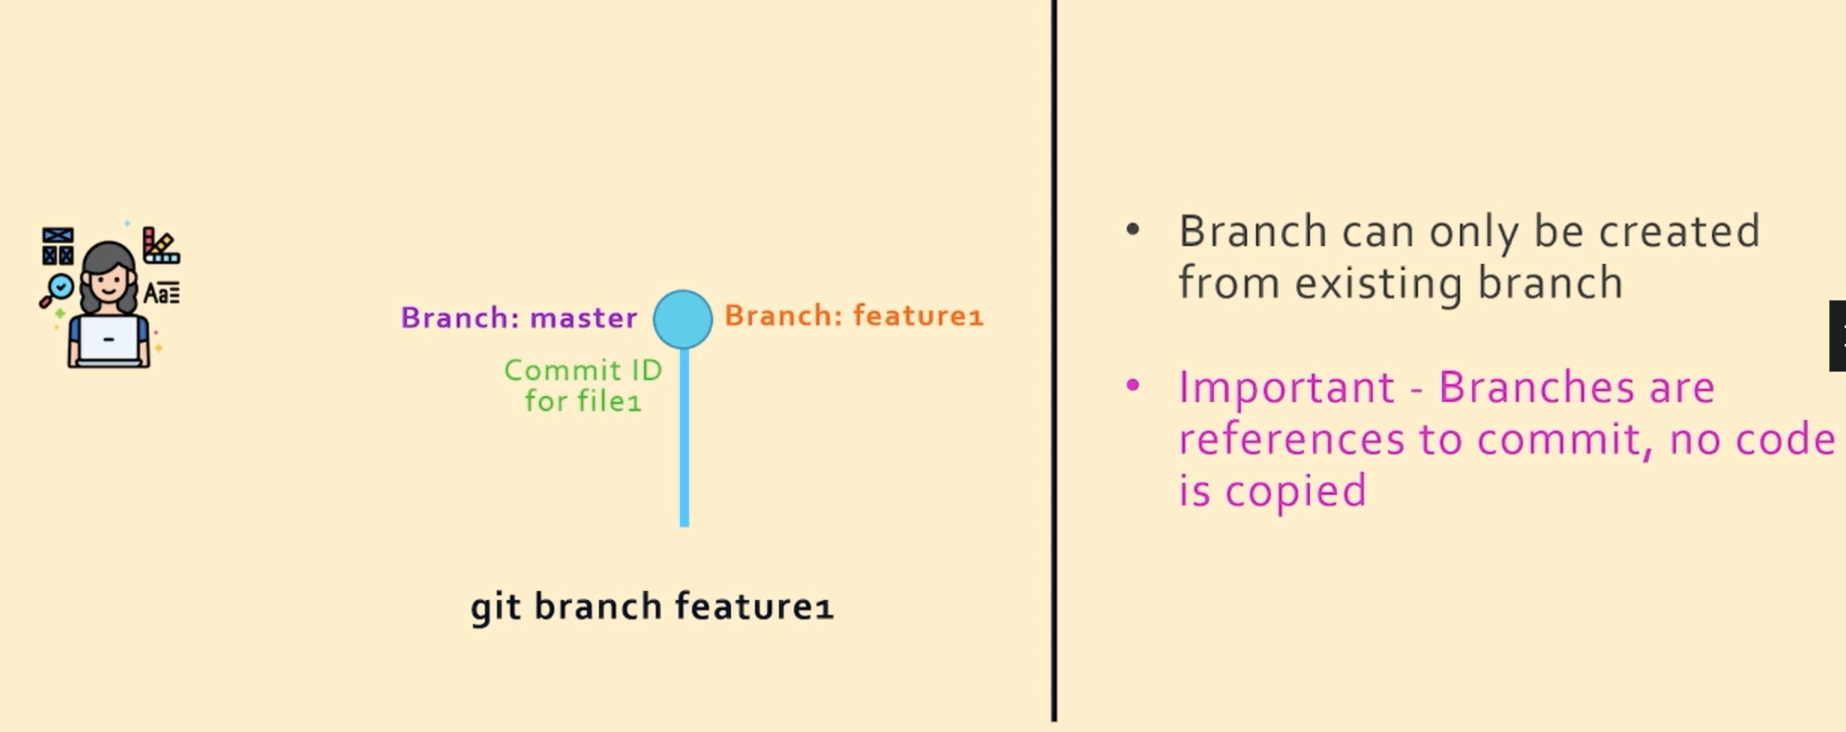 Aa
Branch: master
Branch: feature1
Commit ID
for file1
git branch feature1
• Branch can only be created
from existing branch
• Important - Branches are
references to commit, no code
is copied